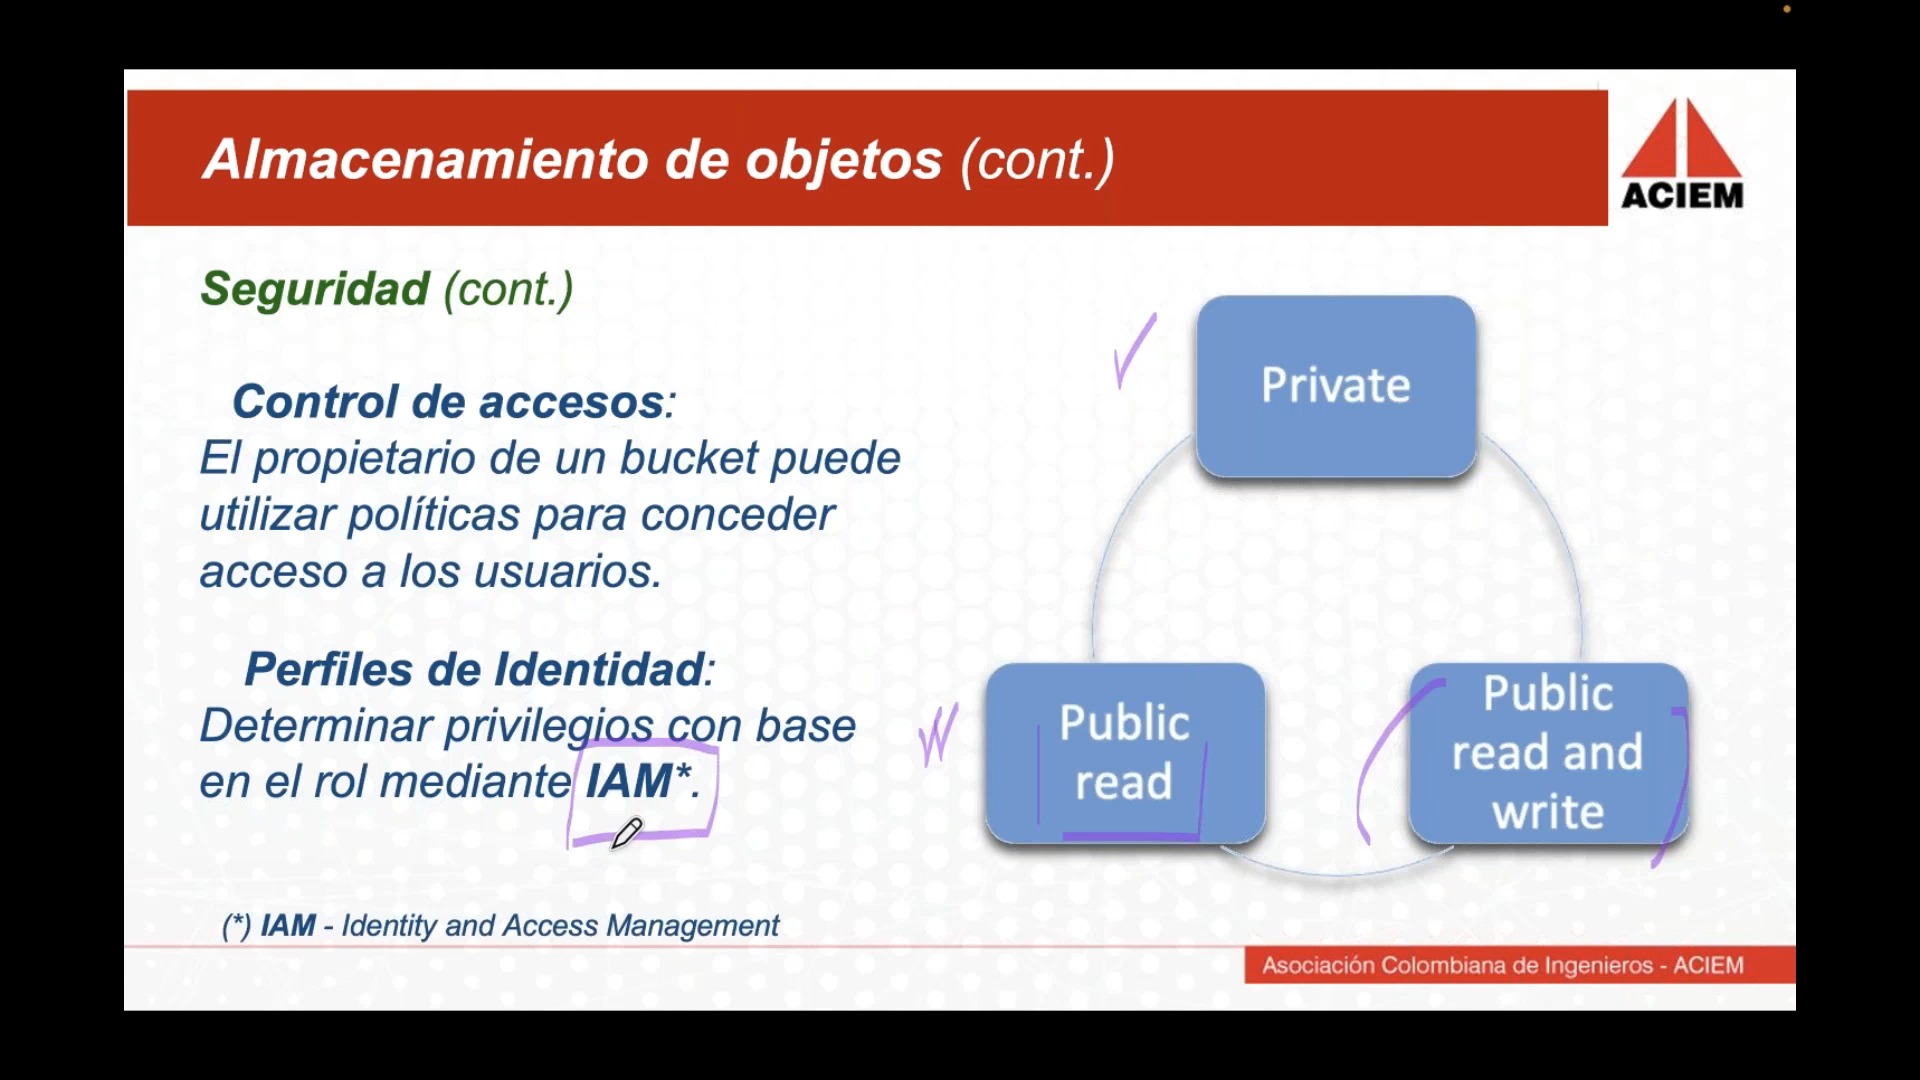 Almacenamiento de objetos (cont.)
ACIEM
Seguridad (cont.)
Control de accesos:
El propietario de un bucket puede
utilizar políticas para conceder
acceso a los usuarios.
Perfiles de Identidad:
Determinar privilegios con base
en el rol mediante IAM*.
(*) IAM - Identity and Access Management
Private
Public
read
Public
read and
write
Asociación Colombiana de Ingenieros - ACIEM